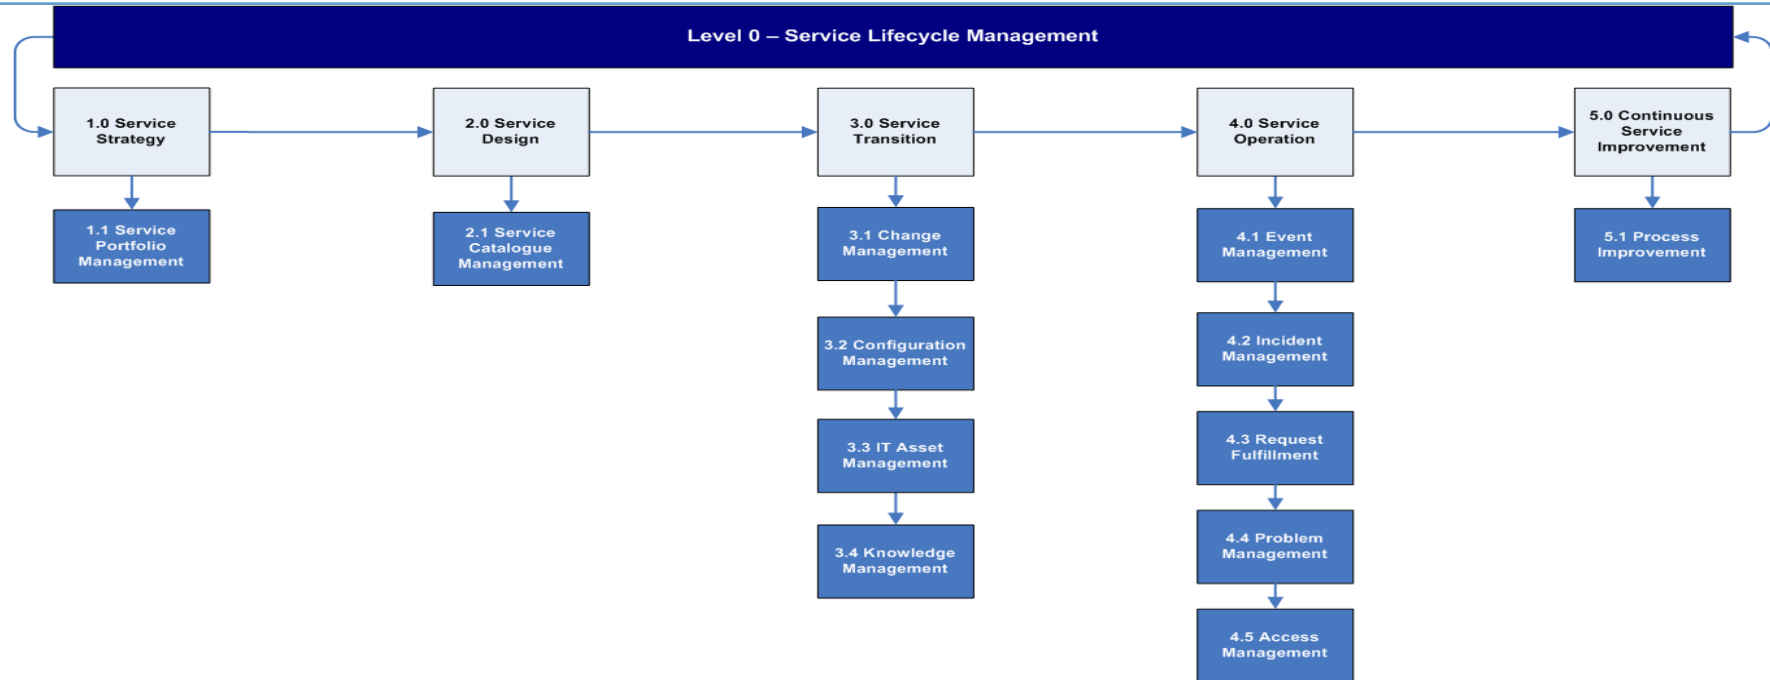 Level 0 – Service Lifecycle Management
1.0 Service
Strategy
2.0 Service
Design
3.0 Service
Transition
4.0 Service
Operation
5.0 Continuous
Service
Improvement
1.1 Service
Portfolio
Management
2.1 Service
Catalogue
Management
3.1 Change
Management
3.2 Configuration
Management
3.3 IT Asset
Management
3.4 Knowledge
Management
4.1 Event
Management
4.2 Incident
Management
4.3 Request
Fulfillment
4.4 Problem
Management
4.5 Access
Management
5.1 Process
Improvement